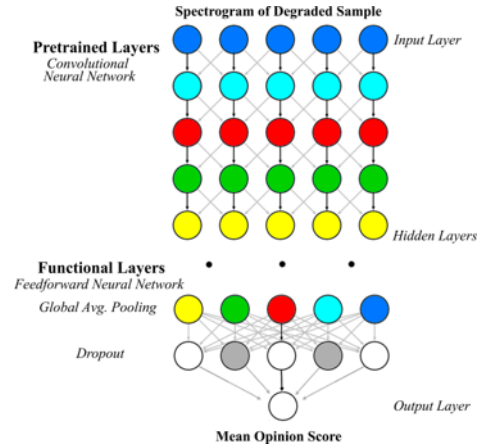 Spectrogram of Degraded Sample
Pretrained Layers
Input Layer
Convolutional
Neural Network
Hidden Layers
Functional Layers
Feedforward Neural Network
Global Avg. Pooling
Dropout
Output Layer
Mean Opinion Score